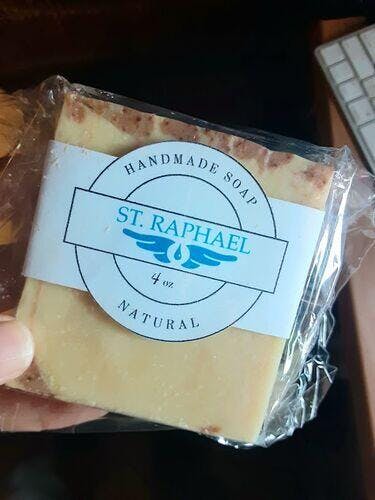 HANDMADE SOAP
ST. RAPHAEL
4 oz
NATURAL